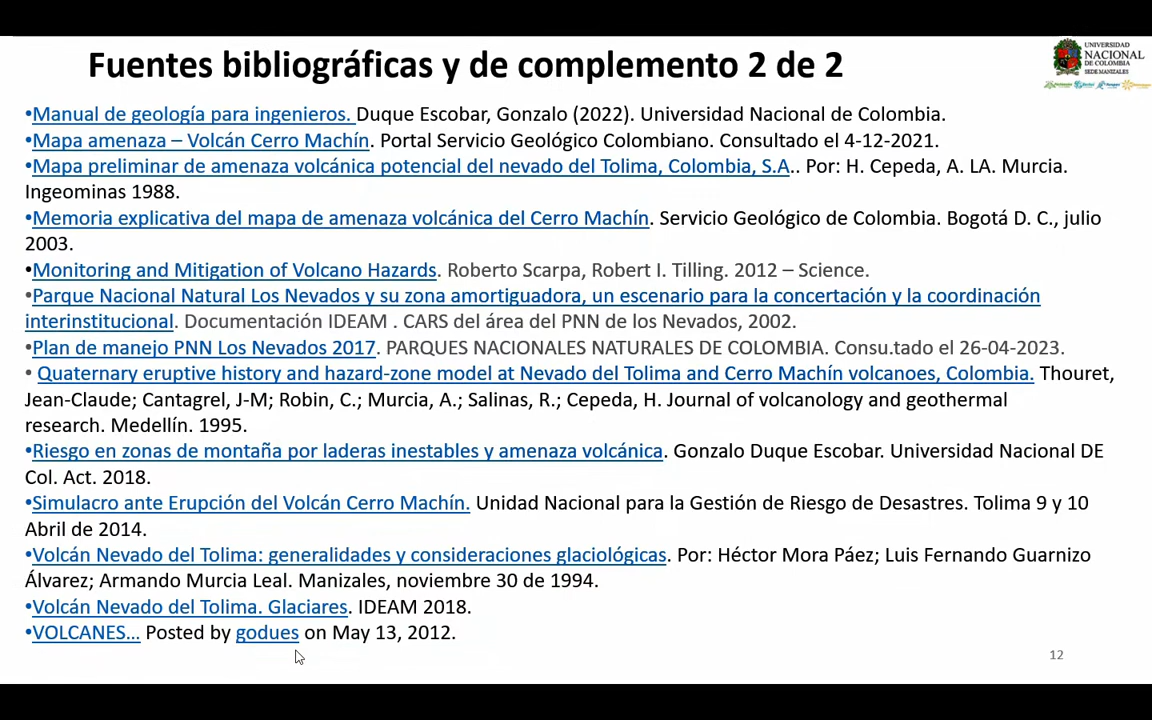 Fuentes bibliográficas y de complemento 2 de 2
UNIVERSIDAD
NACIONAL
DE COLOMBIA
SEDE MANIZALES
•Manual de geología para ingenieros. Duque Escobar, Gonzalo (2022). Universidad Nacional de Colombia.
•Mapa amenaza – Volcán Cerro Machín. Portal Servicio Geológico Colombiano. Consultado el 4-12-2021.
•Mapa preliminar de amenaza volcánica potencial del nevado del Tolima, Colombia, S.A.. Por: H. Cepeda, A. LA. Murcia.
Ingeominas 1988.
•Memoria explicativa del mapa de amenaza volcánica del Cerro Machín. Servicio Geológico de Colombia. Bogotá D. C., julio
2003.
•Monitoring and Mitigation of Volcano Hazards. Roberto Scarpa, Robert I. Tilling. 2012 – Science.
•Parque Nacional Natural Los Nevados y su zona amortiguadora, un escenario para la concertación y la coordinación
interinstitucional. Documentación IDEAM . CARS del área del PNN de los Nevados, 2002.
•Plan de manejo PNN Los Nevados 2017. PARQUES NACIONALES NATURALES DE COLOMBIA. Consu.tado el 26-04-2023.
• Quaternary eruptive history and hazard-zone model at Nevado del Tolima and Cerro Machín volcanoes, Colombia. Thouret,
Jean-Claude; Cantagrel, J-M; Robin, C.; Murcia, A.; Salinas, R.; Cepeda, H. Journal of volcanology and geothermal
research. Medellín. 1995.
•Riesgo en zonas de montaña por laderas inestables y amenaza volcánica. Gonzalo Duque Escobar. Universidad Nacional DE
Col. Act. 2018.
•Simulacro ante Erupción del Volcán Cerro Machín. Unidad Nacional para la Gestión de Riesgo de Desastres. Tolima 9 y 10
Abril de 2014.
•Volcán Nevado del Tolima: generalidades y consideraciones glaciológicas. Por: Héctor Mora Páez; Luis Fernando Guarnizo
Álvarez; Armando Murcia Leal. Manizales, noviembre 30 de 1994.
•Volcán Nevado del Tolima. Glaciares. IDEAM 2018.
•VOLCANES… Posted by godues on May 13, 2012.
12